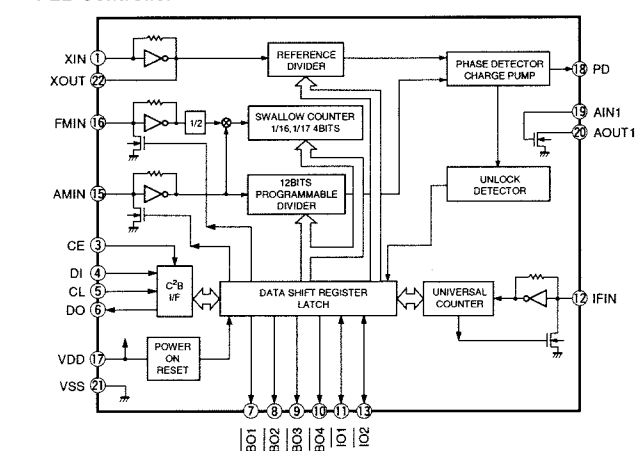 XIN 1
XOUT 22
FMIN 16
AMIN 15
CE 3
DI 4
CL 5
DO 6
VDD 17
VSS 21
REFERENCE
DIVIDER
1/2
SWALLOW COUNTER
1/16, 1/17 4BITS
12BITS
PROGRAMMABLE
DIVIDER
C²B
I/F
POWER
ON
RESET
DATA SHIFT REGISTER
LATCH
PHASE DETECTOR
CHARGE PUMP
UNLOCK
DETECTOR
UNIVERSAL
COUNTER
18 PD
19 AIN1
20 AOUT1
12 IFIN
7 8 9 10 11 13
BO1
BO2
BO3
BO4
IO1
IO2